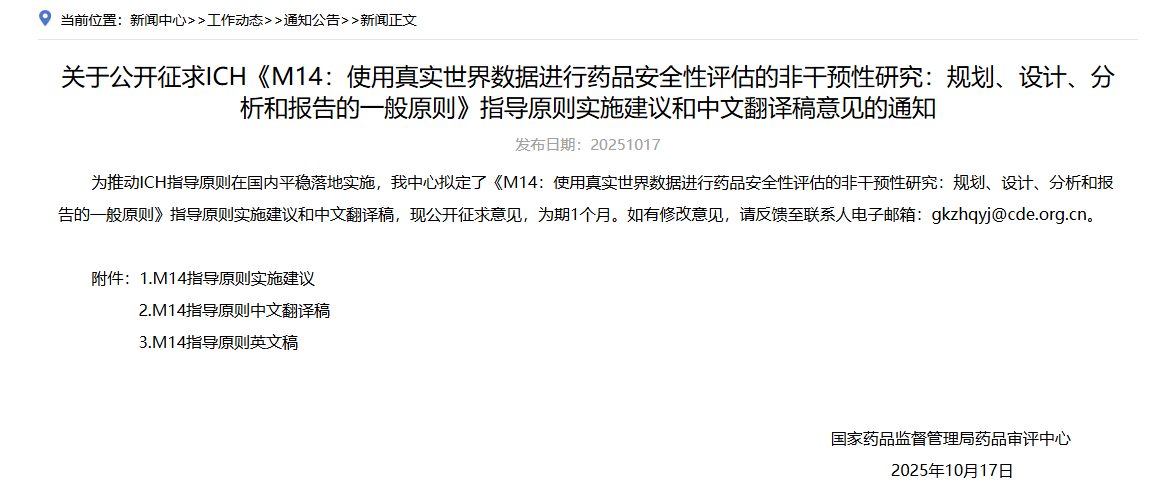 当前位置：新闻中心>>工作动态>>通知公告>>新闻正文
关于公开征求ICH《M14：使用真实世界数据进行药品安全性评估的非干预性研究：规划、设计、分
析和报告的一般原则》指导原则实施建议和中文翻译稿意见的通知
发布日期：20251017
为推动ICH指导原则在国内平稳落地实施，我中心拟定了《M14：使用真实世界数据进行药品安全性评估的非干预性研究：规划、设计、分析和报
告的一般原则》指导原则实施建议和中文翻译稿，现公开征求意见，为期1个月。如有修改意见，请反馈至联系人电子邮箱：gkzhqyj@cde.org.cn。
附件：1.M14指导原则实施建议
2.M14指导原则中文翻译稿
3.M14指导原则英文稿
国家药品监督管理局药品审评中心
2025年10月17日